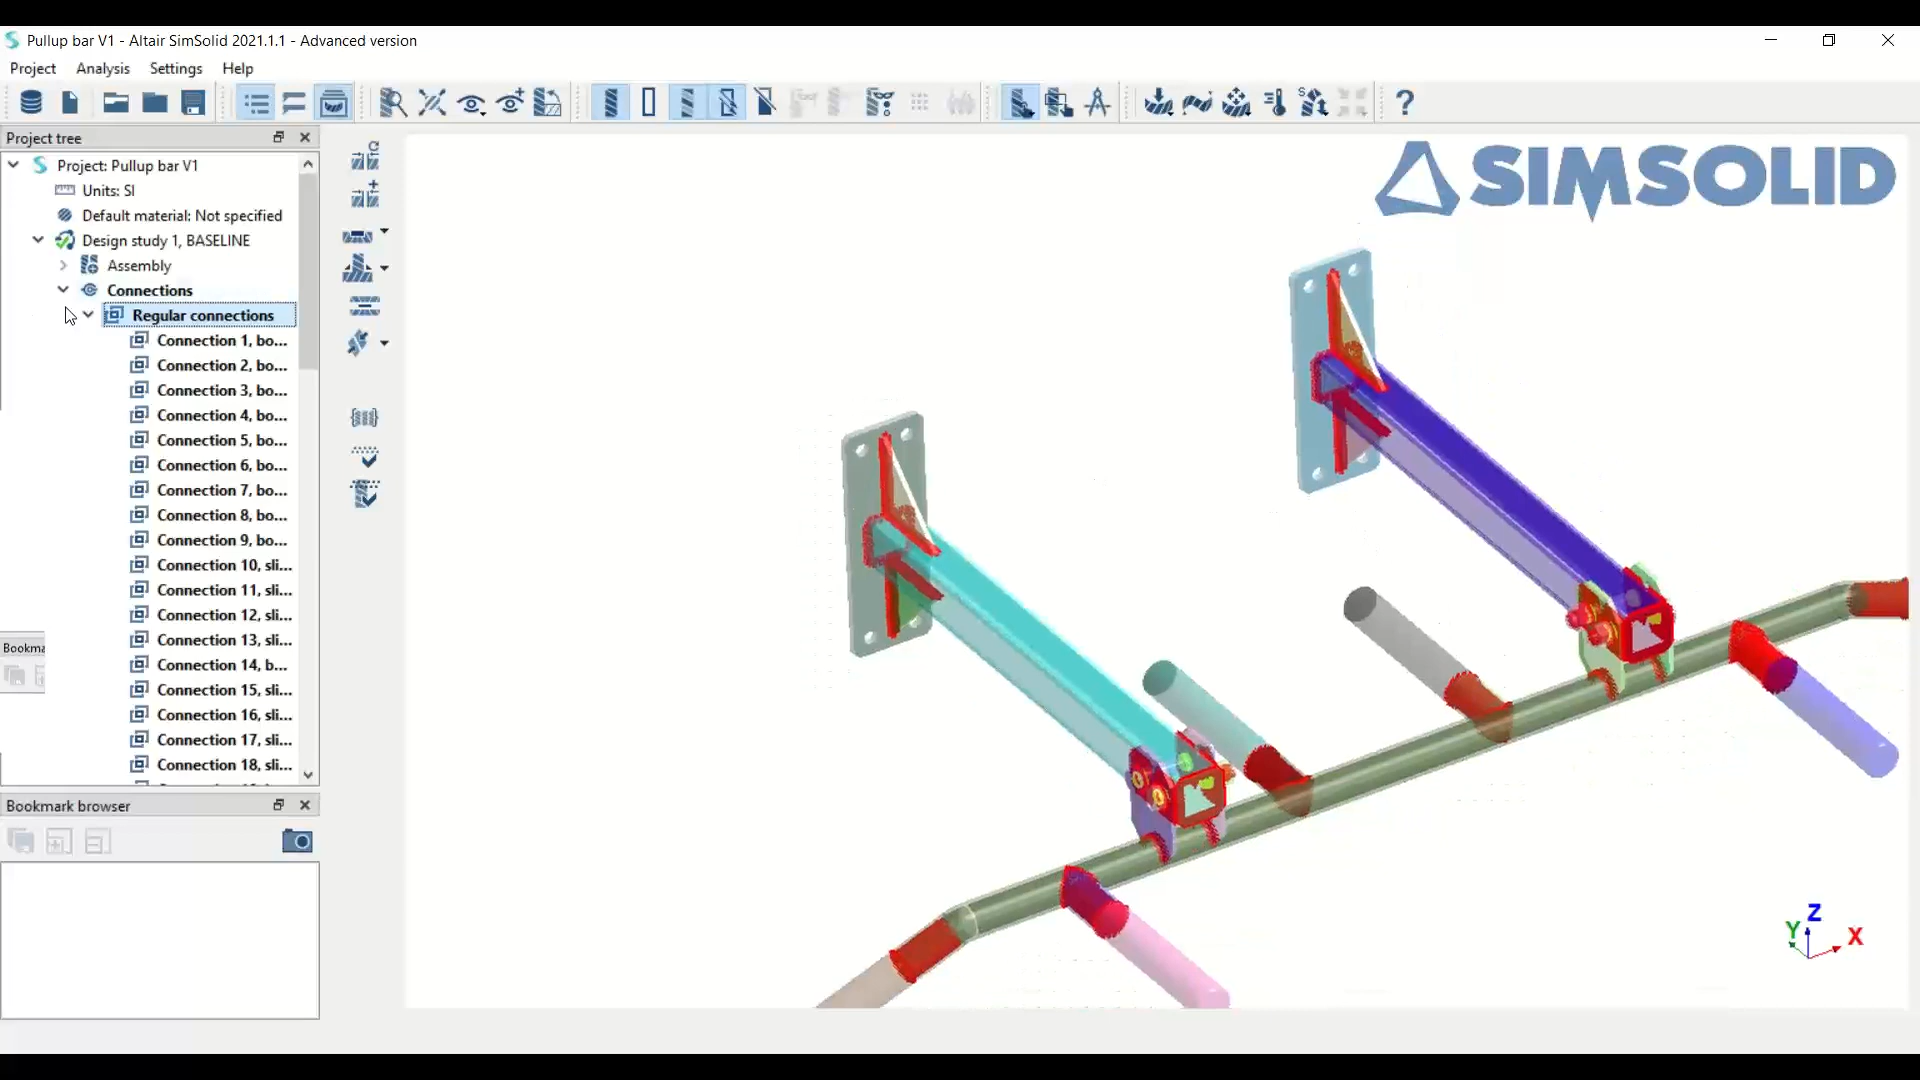 Pullup bar V1 - Altair SimSolid 2021.1.1 - Advanced version
Project Analysis Settings Help
Project tree
Project: Pullup bar V1
Units: SI
Default material: Not specified
Design study 1, BASELINE
Assembly
Connections
Regular connections
Connection 1, bo...
Connection 2, bo...
Connection 3, bo...
Connection 4, bo...
Connection 5, bo...
Connection 6, bo...
Connection 7, bo...
Connection 8, bo...
Connection 9, bo...
Connection 10, sli...
Connection 11, sli...
Connection 12, sli...
Connection 13, sli...
Connection 14, b...
Connection 15, sli...
Connection 16, sli...
Connection 17, sli...
Connection 18, sli...
Bookma
Bookmark browser
SIMSOLID
Z
Y
X